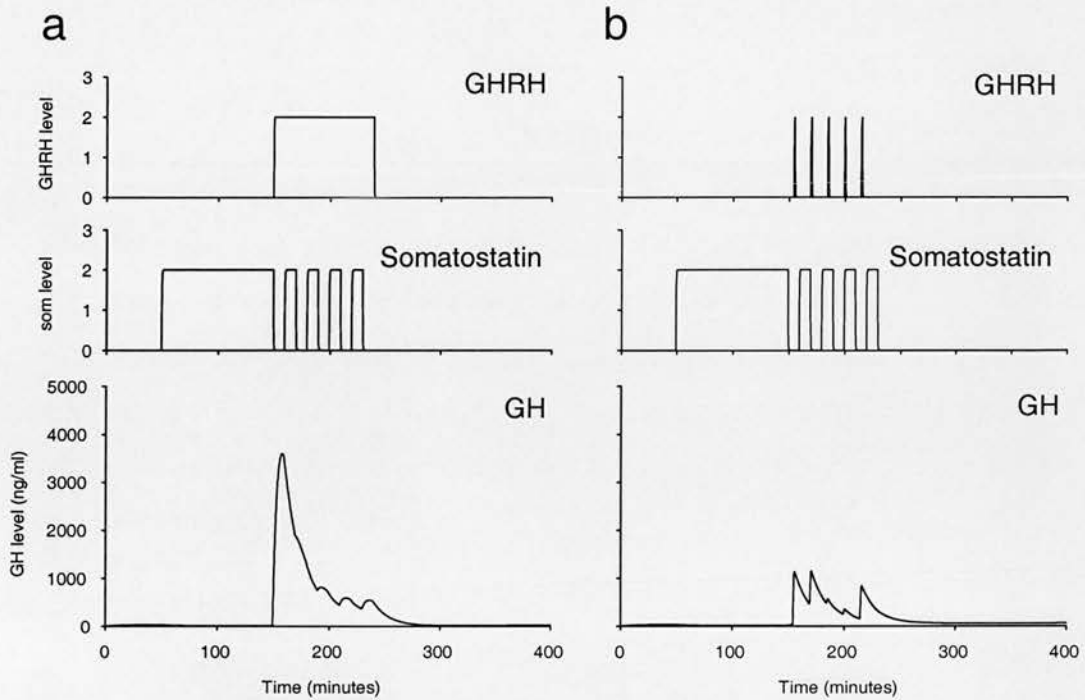 a
GHRH
GHRH level
3
2
1
0
Somatostatin
som level
3
2
1
0
GH
GH level (ng/ml)
5000
4000
3000
2000
1000
0
0 100 200 300 400
Time (minutes)
b
GHRH
Somatostatin
GH
0 100 200 300 400
Time (minutes)